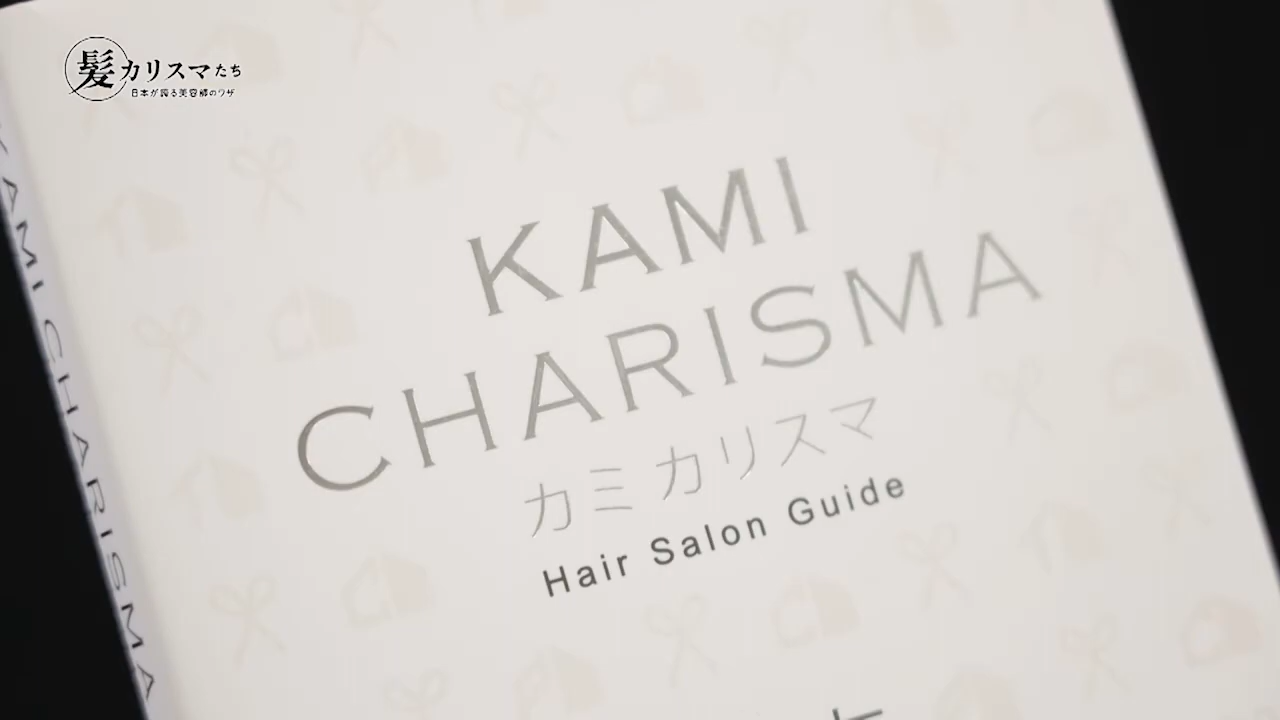 髪カリスマたち
日本が誇る美容師のワザ
KAMI
CHARISMA
カミカリスマ
Hair Salon Guide
KAMI CHARISMA